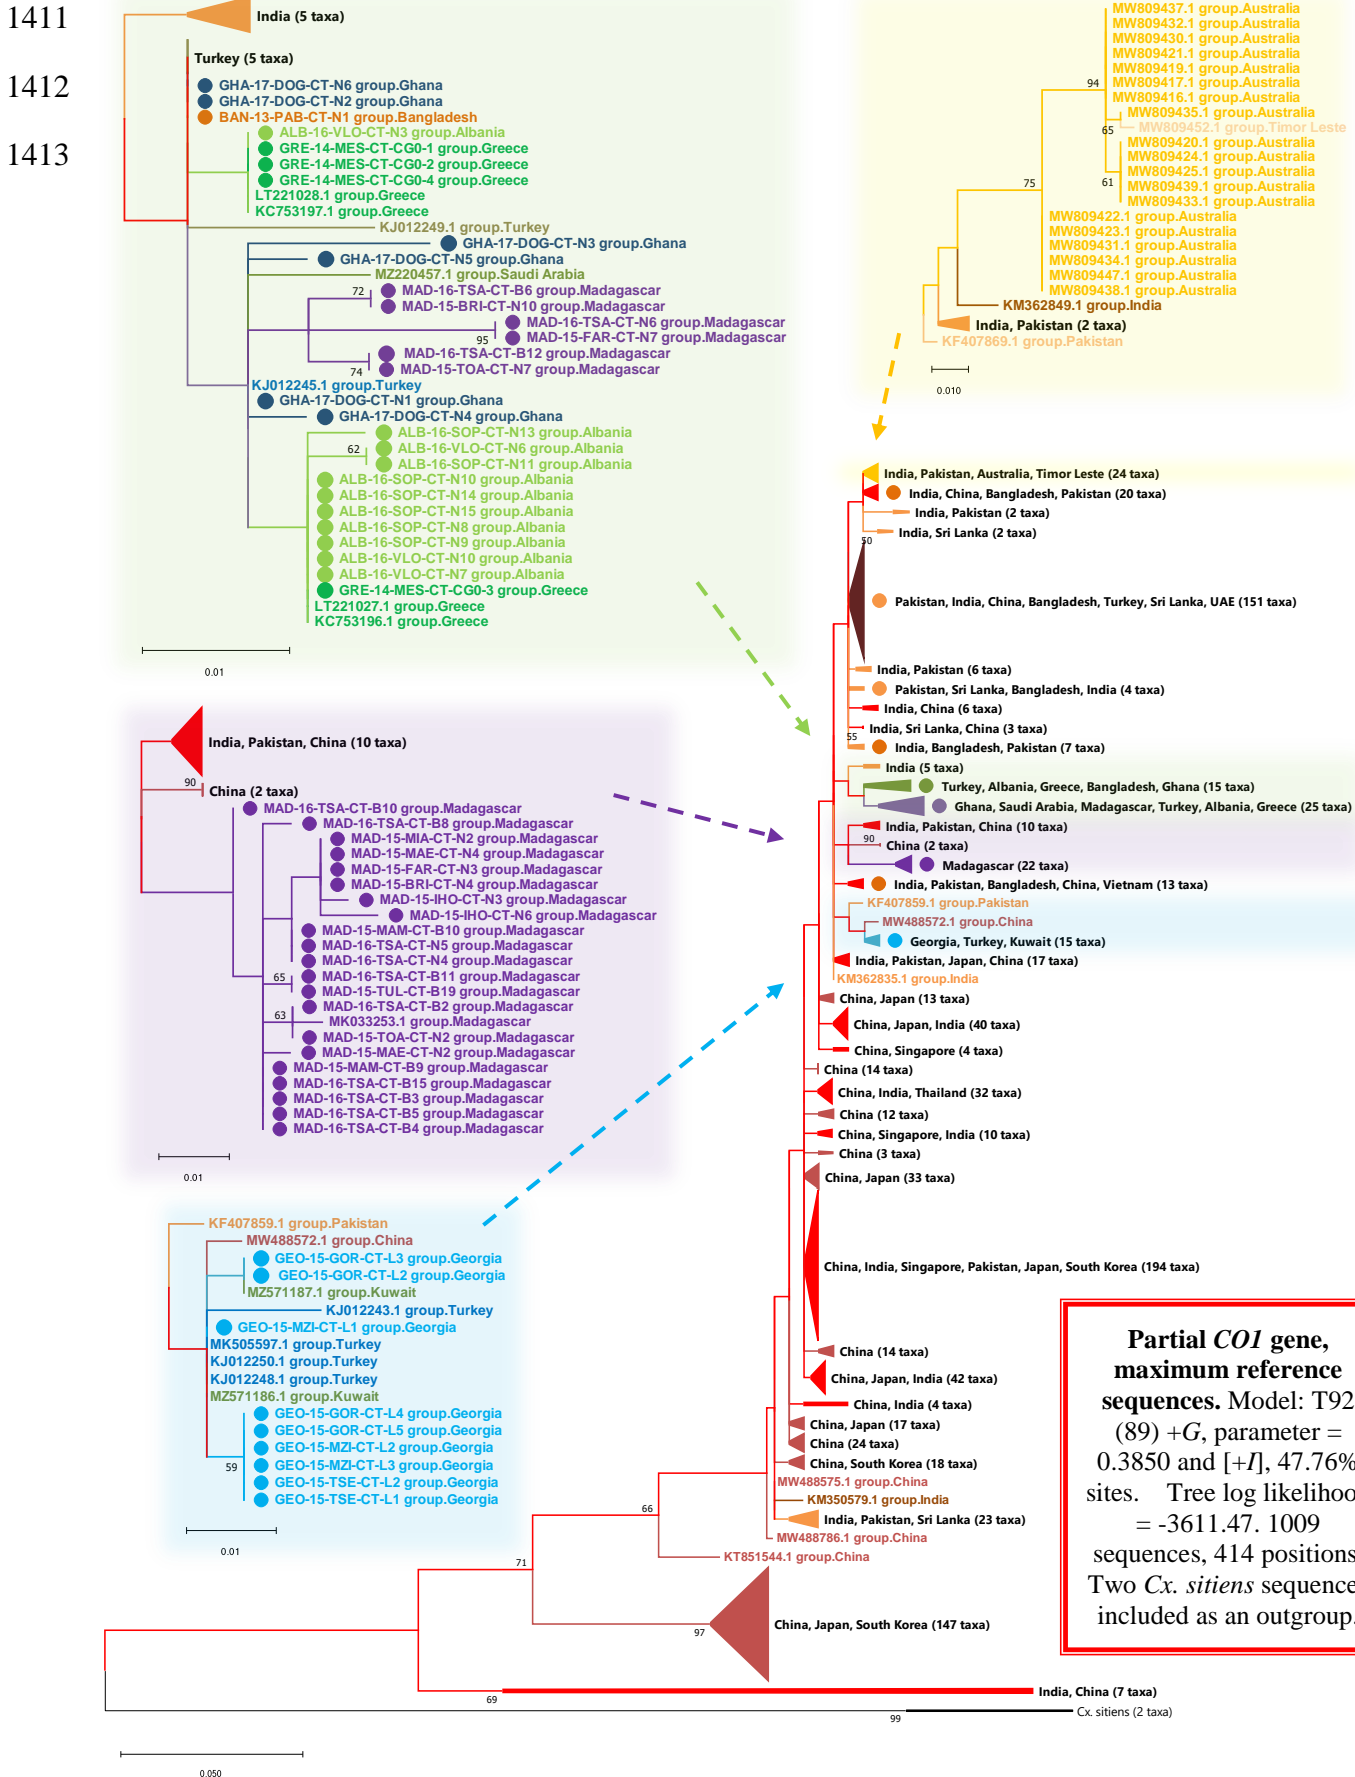 1411
1412
1413
India (5 taxa)
Turkey (5 taxa)
GHA-17-DOG-CT-N6 group.Ghana
GHA-17-DOG-CT-N2 group.Ghana
BAN-13-PAB-CT-N1 group.Bangladesh
ALB-16-VLO-CT-N3 group.Albania
GRE-14-MES-CT-CG0-1 group.Greece
GRE-14-MES-CT-CG0-2 group.Greece
GRE-14-MES-CT-CG0-4 group.Greece
LT221028.1 group.Greece
KC753197.1 group.Greece
KJ012249.1 group.Turkey
GHA-17-DOG-CT-N3 group.Ghana
GHA-17-DOG-CT-N5 group.Ghana
MZ220457.1 group.Saudi Arabia
72
MAD-16-TSA-CT-B6 group.Madagascar
MAD-15-BRI-CT-N10 group.Madagascar
MAD-16-TSA-CT-N6 group.Madagascar
95
MAD-15-FAR-CT-N7 group.Madagascar
MAD-16-TSA-CT-B12 group.Madagascar
74
MAD-15-TOA-CT-N7 group.Madagascar
KJ012245.1 group.Turkey
GHA-17-DOG-CT-N1 group.Ghana
GHA-17-DOG-CT-N4 group.Ghana
ALB-16-SOP-CT-N13 group.Albania
62
ALB-16-VLO-CT-N6 group.Albania
ALB-16-SOP-CT-N11 group.Albania
ALB-16-SOP-CT-N10 group.Albania
ALB-16-SOP-CT-N14 group.Albania
ALB-16-SOP-CT-N15 group.Albania
ALB-16-SOP-CT-N8 group.Albania
ALB-16-SOP-CT-N9 group.Albania
ALB-16-VLO-CT-N10 group.Albania
ALB-16-VLO-CT-N7 group.Albania
GRE-14-MES-CT-CG0-3 group.Greece
LT221027.1 group.Greece
KC753196.1 group.Greece
0.01
India, Pakistan, China (10 taxa)
90
China (2 taxa)
MAD-16-TSA-CT-B10 group.Madagascar
MAD-16-TSA-CT-B8 group.Madagascar
MAD-15-MIA-CT-N2 group.Madagascar
MAD-15-MAE-CT-N4 group.Madagascar
MAD-15-FAR-CT-N3 group.Madagascar
MAD-15-BRI-CT-N4 group.Madagascar
MAD-15-IHO-CT-N3 group.Madagascar
MAD-15-IHO-CT-N6 group.Madagascar
MAD-15-MAM-CT-B10 group.Madagascar
MAD-16-TSA-CT-N5 group.Madagascar
MAD-16-TSA-CT-N4 group.Madagascar
65
MAD-16-TSA-CT-B11 group.Madagascar
MAD-15-TUL-CT-B19 group.Madagascar
MAD-16-TSA-CT-B2 group.Madagascar
63
MK033253.1 group.Madagascar
MAD-15-TOA-CT-N2 group.Madagascar
MAD-15-MAE-CT-N2 group.Madagascar
MAD-15-MAM-CT-B9 group.Madagascar
MAD-16-TSA-CT-B15 group.Madagascar
MAD-16-TSA-CT-B3 group.Madagascar
MAD-16-TSA-CT-B5 group.Madagascar
MAD-16-TSA-CT-B4 group.Madagascar
0.01
KF407859.1 group.Pakistan
MW488572.1 group.China
GEO-15-GOR-CT-L3 group.Georgia
GEO-15-GOR-CT-L2 group.Georgia
MZ571187.1 group.Kuwait
KJ012243.1 group.Turkey
GEO-15-MZI-CT-L1 group.Georgia
MK505597.1 group.Turkey
KJ012250.1 group.Turkey
KJ012248.1 group.Turkey
MZ571186.1 group.Kuwait
GEO-15-GOR-CT-L4 group.Georgia
GEO-15-GOR-CT-L5 group.Georgia
GEO-15-MZI-CT-L2 group.Georgia
59
GEO-15-MZI-CT-L3 group.Georgia
GEO-15-TSE-CT-L2 group.Georgia
GEO-15-TSE-CT-L1 group.Georgia
0.01
MW809437.1 group.Australia
MW809432.1 group.Australia
MW809430.1 group.Australia
MW809421.1 group.Australia
MW809419.1 group.Australia
94
MW809417.1 group.Australia
MW809416.1 group.Australia
MW809435.1 group.Australia
65
MW809452.1 group.Timor Leste
MW809420.1 group.Australia
MW809424.1 group.Australia
MW809425.1 group.Australia
75
61
MW809439.1 group.Australia
MW809433.1 group.Australia
MW809422.1 group.Australia
MW809423.1 group.Australia
MW809431.1 group.Australia
MW809434.1 group.Australia
MW809447.1 group.Australia
MW809438.1 group.Australia
KM362849.1 group.India
India, Pakistan (2 taxa)
KF407869.1 group.Pakistan
0.010
India, Pakistan, Australia, Timor Leste (24 taxa)
India, China, Bangladesh, Pakistan (20 taxa)
India, Pakistan (2 taxa)
India, Sri Lanka (2 taxa)
50
Pakistan, India, China, Bangladesh, Turkey, Sri Lanka, UAE (151 taxa)
India, Pakistan (6 taxa)
Pakistan, Sri Lanka, Bangladesh, India (4 taxa)
India, China (6 taxa)
India, Sri Lanka, China (3 taxa)
55
India, Bangladesh, Pakistan (7 taxa)
India (5 taxa)
Turkey, Albania, Greece, Bangladesh, Ghana (15 taxa)
Ghana, Saudi Arabia, Madagascar, Turkey, Albania, Greece (25 taxa)
India, Pakistan, China (10 taxa)
90
China (2 taxa)
Madagascar (22 taxa)
India, Pakistan, Bangladesh, China, Vietnam (13 taxa)
KF407859.1 group.Pakistan
MW488572.1 group.China
Georgia, Turkey, Kuwait (15 taxa)
India, Pakistan, Japan, China (17 taxa)
KM362835.1 group.India
China, Japan (13 taxa)
China, Japan, India (40 taxa)
China, Singapore (4 taxa)
China (14 taxa)
China, India, Thailand (32 taxa)
China (12 taxa)
China, Singapore, India (10 taxa)
China (3 taxa)
China, Japan (33 taxa)
China, India, Singapore, Pakistan, Japan, South Korea (194 taxa)
China (14 taxa)
China, Japan, India (42 taxa)
China, India (4 taxa)
China, Japan (17 taxa)
China (24 taxa)
China, South Korea (18 taxa)
MW488575.1 group.China
KM350579.1 group.India
66
India, Pakistan, Sri Lanka (23 taxa)
MW488786.1 group.China
71
KT851544.1 group.China
97
China, Japan, South Korea (147 taxa)
69
India, China (7 taxa)
99
Cx. sitiens (2 taxa)
0.050
Partial CO1 gene,
maximum reference
sequences. Model: T92
(89) +G, parameter =
0.3850 and [+I], 47.76%
sites. Tree log likelihoo
= -3611.47. 1009
sequences, 414 positions
Two Cx. sitiens sequence
included as an outgroup.